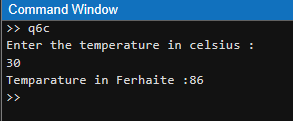 Command Window
>> q6c
Enter the temperature in celsius :
30
Temparature in Ferhaite :86
>>